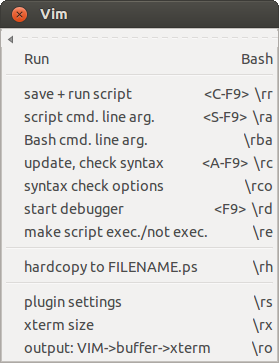 Vim
Run Bash
save + run script <C-F9> \rr
script cmd. line arg. <S-F9> \ra
Bash cmd. line arg. \rba
update, check syntax <A-F9> \rc
syntax check options \rco
start debugger <F9> \rd
make script exec./not exec. \re
hardcopy to FILENAME.ps \rh
plugin settings \rs
xterm size \rx
output: VIM->buffer->xterm \ro